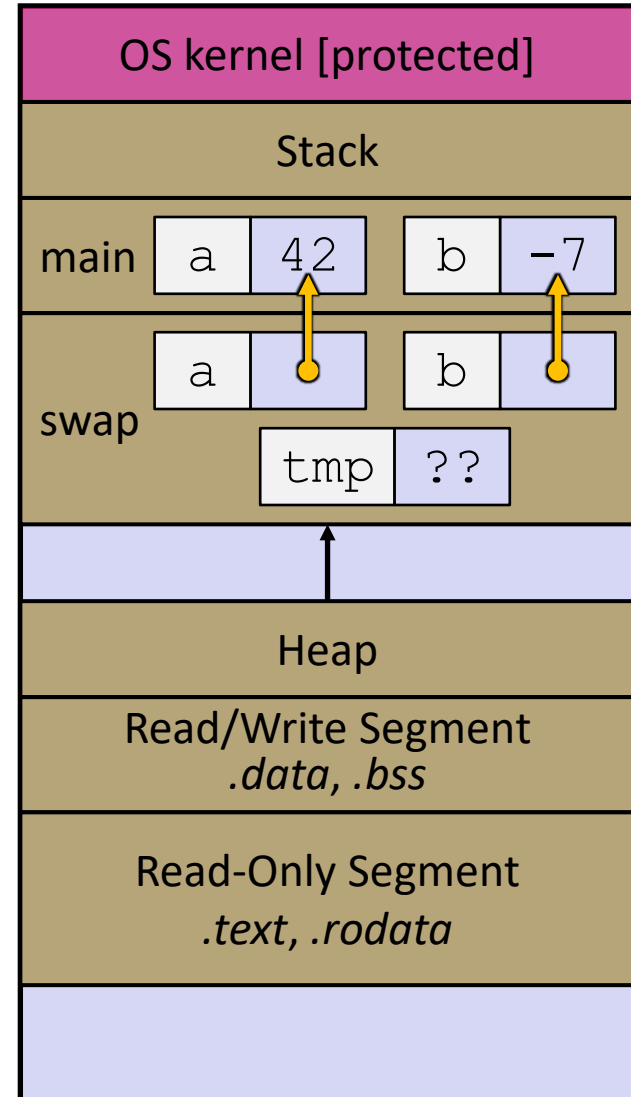 OS kernel [protected]
Stack
main a 42 b -7
a b
swap
tmp ??
Heap
Read/Write Segment
.data, .bss
Read-Only Segment
.text, .rodata